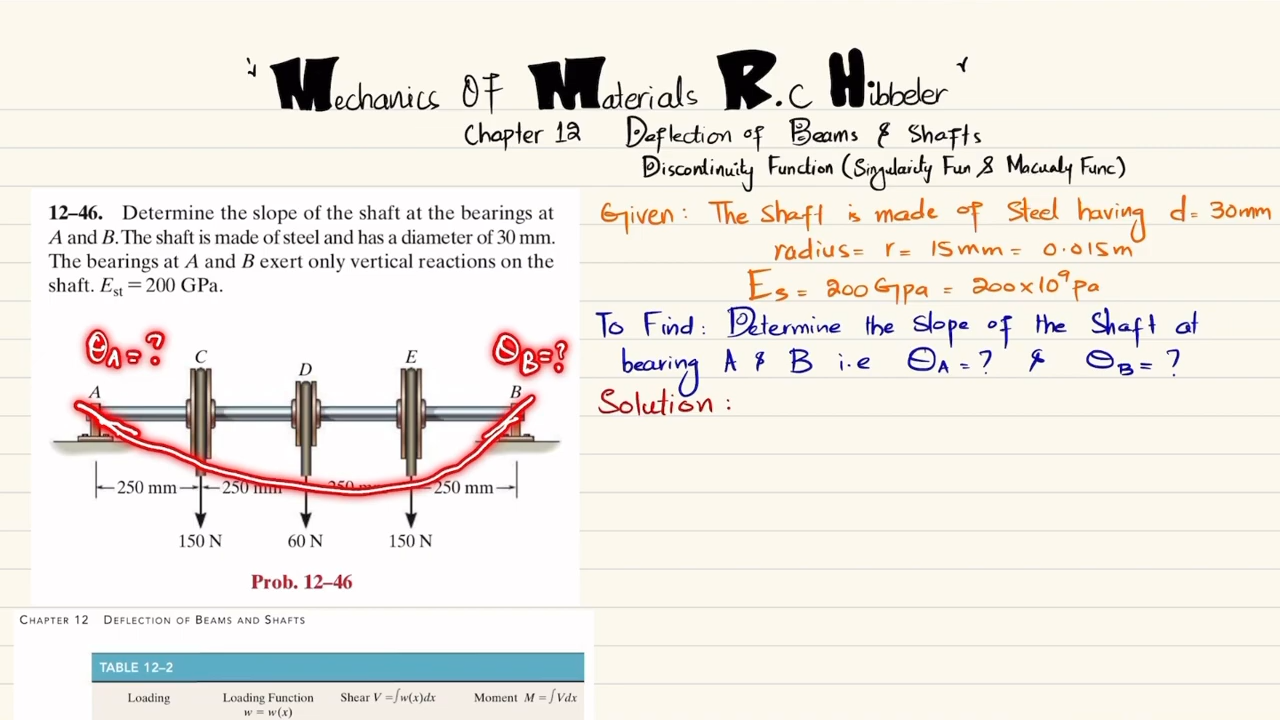 " Mechanics OF Materials R.c Hibbeler "
Chapter 12 Deflection of Beams & Shafts
Discontinuity Function (Singularity Fun & Macualy Func)
12–46. Determine the slope of the shaft at the bearings at
A and B. The shaft is made of steel and has a diameter of 30 mm.
The bearings at A and B exert only vertical reactions on the
shaft. Est = 200 GPa.
Given: The shaft is made of Steel having d= 30mm
radius= r= 15mm= 0.015m
Es= 200Gpa = 200x10⁹pa
To Find: Determine the slope of the Shaft at
bearing A & B i.e ΘA=? & ΘB=?
Solution:
ΘA=?
ΘB=?
C
D
E
A
B
250 mm
250 mm
250 mm
150 N
60 N
150 N
Prob. 12–46
CHAPTER 12 DEFLECTION OF BEAMS AND SHAFTS
TABLE 12–2
Loading
Loading Function
w = w(x)
Shear V =∫w(x)dx
Moment M =∫Vdx